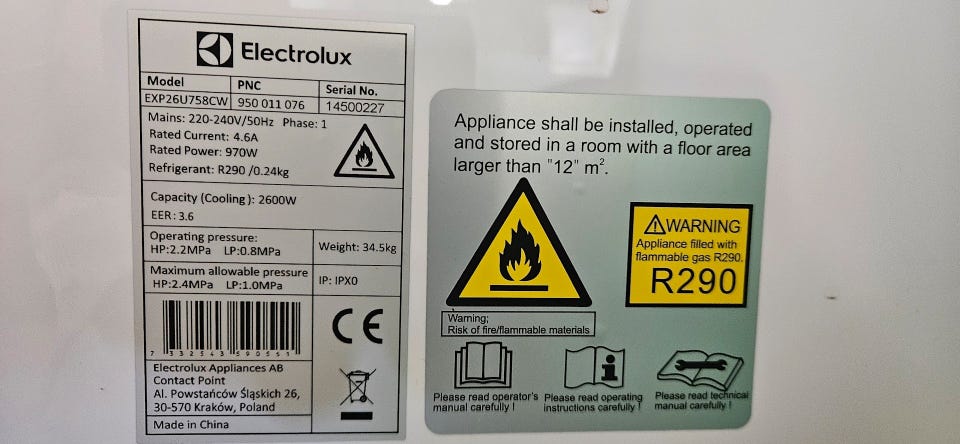 Electrolux
Model PNC Serial No.
EXP26U758CW 950 011 076 14500227
Mains: 220-240V/50Hz Phase: 1
Rated Current: 4.6A
Rated Power: 970W
Refrigerant: R290 /0.24kg
Capacity (Cooling) : 2600W
EER : 3.6
Operating pressure:
HP:2.2MPa LP:0.8MPa
Weight: 34.5kg
Maximum allowable pressure
HP:2.4MPa LP:1.0MPa
IP: IPX0
CE
7 332543 590551
Electrolux Appliances AB
Contact Point
Al. Powstańców Śląskich 26,
30-570 Kraków, Poland
Made in China
Appliance shall be installed, operated
and stored in a room with a floor area
larger than "12" m².
WARNING
Appliance filled with
flammable gas R290.
R290
Warning;
Risk of fire/flammable materials
Please read operator's
manual carefully !
Please read operating
instructions carefully !
Please read technical
manual carefully !